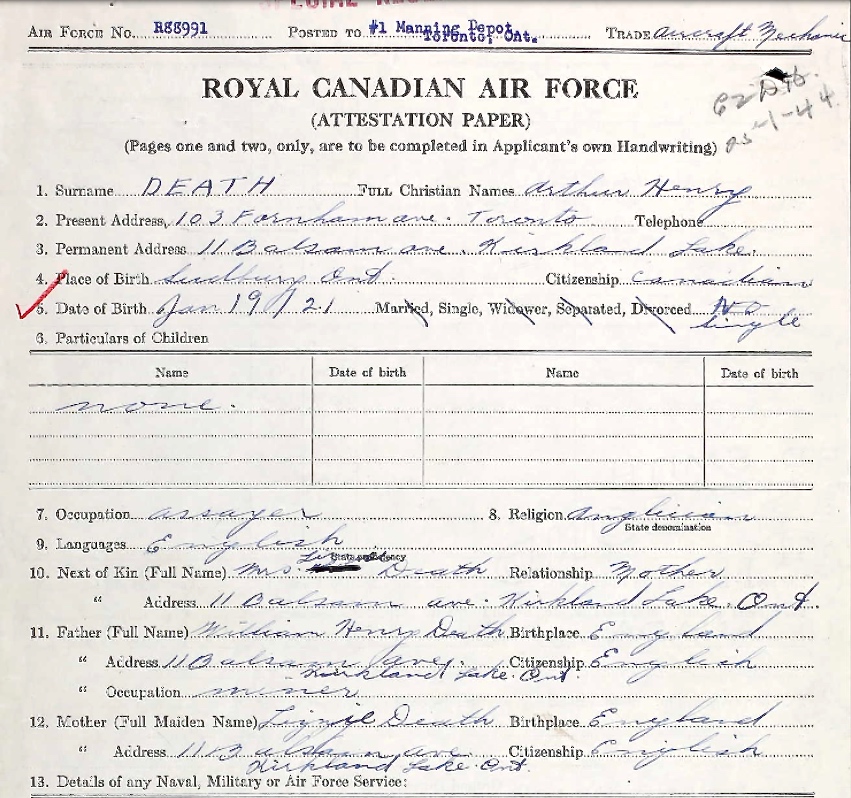 SPECIAL
AIR FORCE NO. R88991 POSTED TO #1 Manning Depot, Toronto, Ont. TRADE Aircraft Mechanic
ROYAL CANADIAN AIR FORCE
(ATTESTATION PAPER)
(Pages one and two, only, are to be completed in Applicant's own Handwriting)
25-1-44
1. Surname DEATH FULL Christian Names Arthur Henry
2. Present Address, 103 Farnham ave. Toronto Telephone
3. Permanent Address 11 Balsam ave. Kirkland Lake.
4. Place of Birth Sudbury Ont. Citizenship Canadian
5. Date of Birth Jan 19/21 Married, Single, Widower, Separated, Divorced No
Single
6. Particulars of Children
Name Date of birth Name Date of birth
none.
7. Occupation assayer 8. Religion Anglician
State denomination
9. Languages English
State proficiency
10. Next of Kin (Full Name) Mrs. Death Relationship Mother
" Address 11 Balsam ave. Kirkland Lake. Ont.
11. Father (Full Name) William Henry Death Birthplace England
" Address 11 Balsam ave. Citizenship English
Kirkland Lake. Ont.
" Occupation miner
12. Mother (Full Maiden Name) Lizzie Death Birthplace England
" Address 11 Balsam ave Citizenship English
Kirkland Lake Ont.
13. Details of any Naval, Military or Air Force Service: